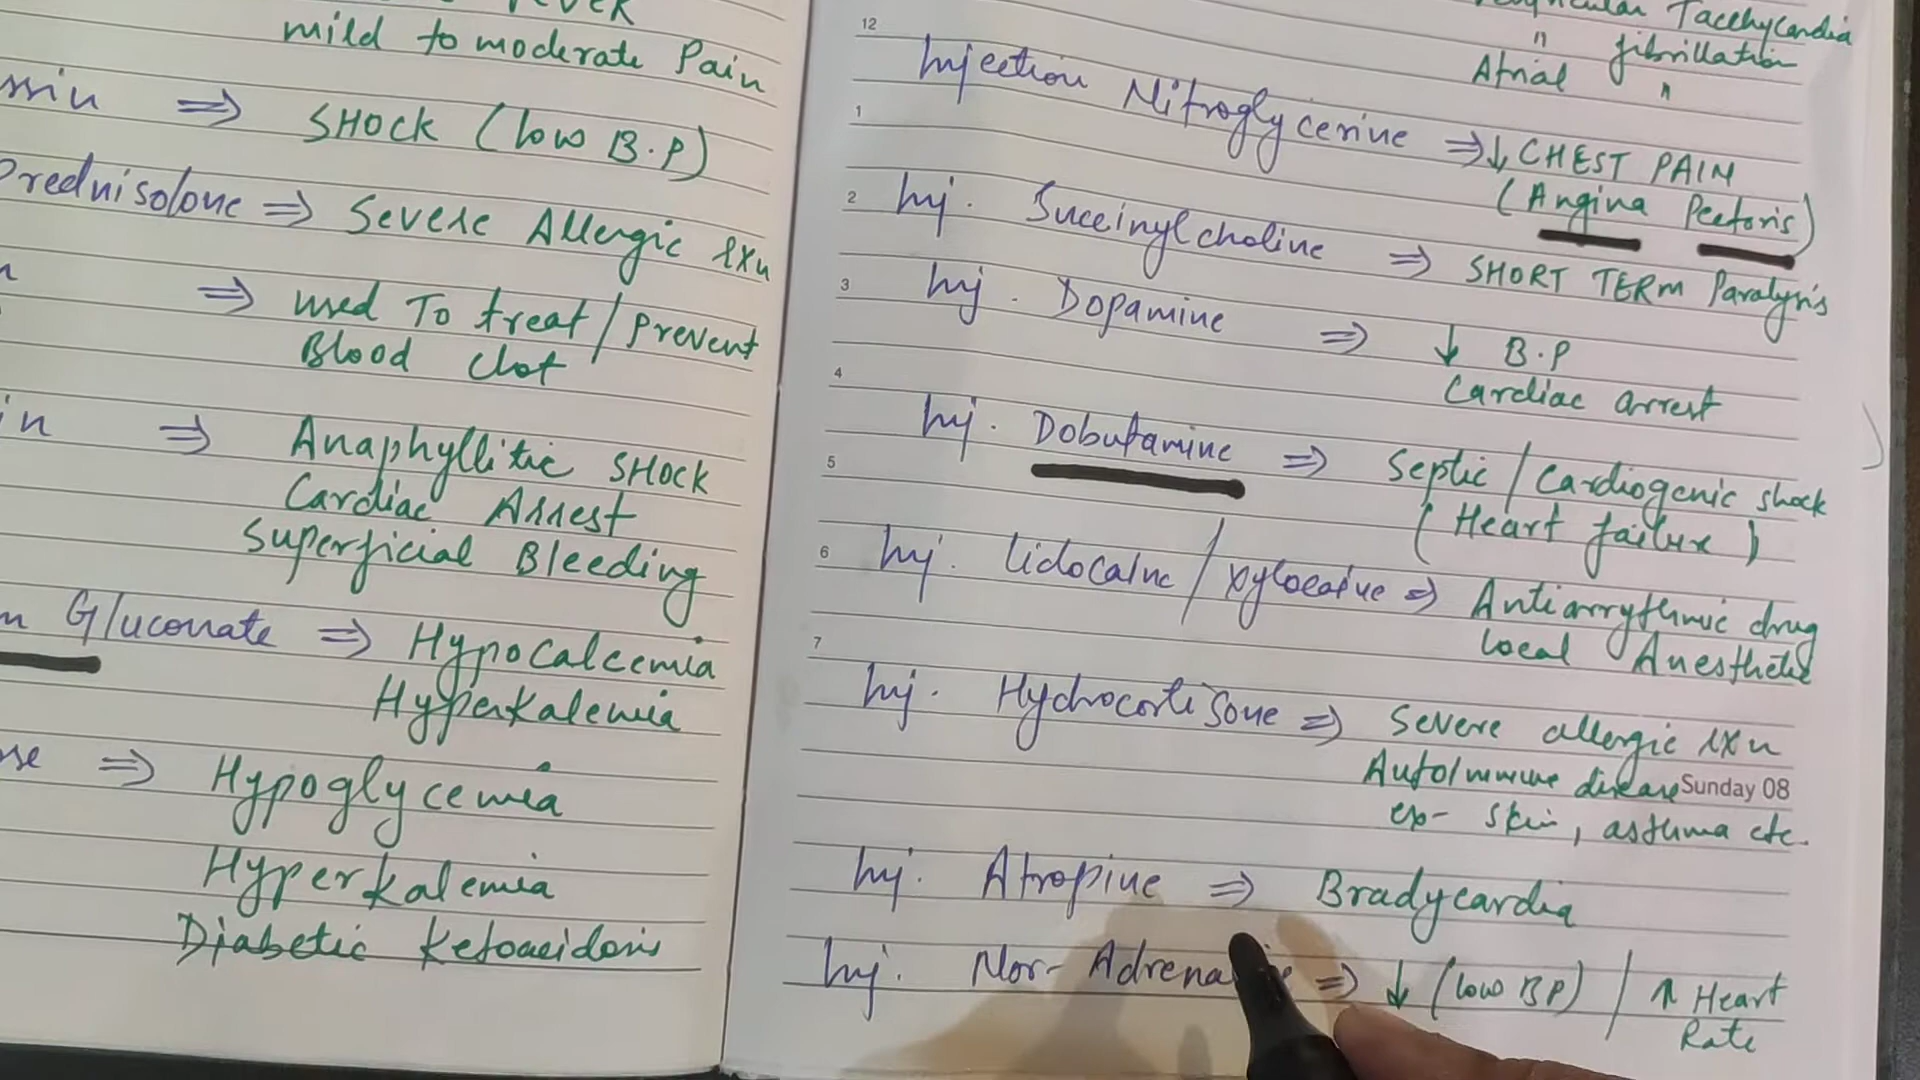 mild to moderate Pain
⇒ SHOCK (low B.P)
Prednisolone ⇒ Severe Allergic rxn
⇒ used To treat / prevent
Blood Clot
⇒ Anaphyllitic SHOCK
Cardiac Arrest
Superficial Bleeding
Gluconate ⇒ Hypocalcemia
Hyperkalemia
⇒ Hypoglycemia
Hyperkalemia
Diabetic Ketoacidosis
Tacchycardia
12
" fibrillation
Atrial "
Injection Nitroglycerine ⇒ ↓ CHEST PAIN
1
(Angina Pectoris)
2 Inj. Succinylcholine ⇒ SHORT TERM Paralysis
3 Inj. Dopamine ⇒ ↓ B.P
4
Cardiac arrest
Inj. Dobutamine ⇒ Septic / Cardiogenic shock
5
(Heart failure)
6 Inj. Lidocaine / Xylocaine ⇒ Antiarrythmic drug
7
Local Anesthetic
Inj. Hydrocortisone ⇒ Severe allergic rxn
AutoImmune disease Sunday 08
ex- skin, asthma etc.
Inj. Atropine ⇒ Bradycardia
Inj. Nor- ⇒ ↓ (low BP) / ↑ Heart
Rate